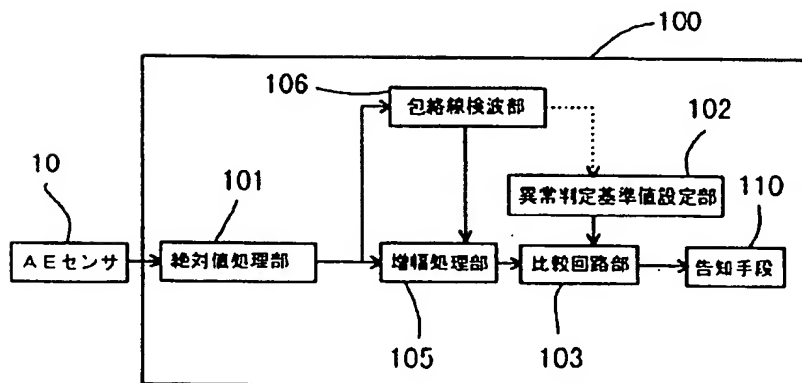 100
106
包絡線検波部
102
10
101
異常判定基準値設定部
110
AEセンサ
絶対値処理部
増幅処理部
比較回路部
告知手段
105
103